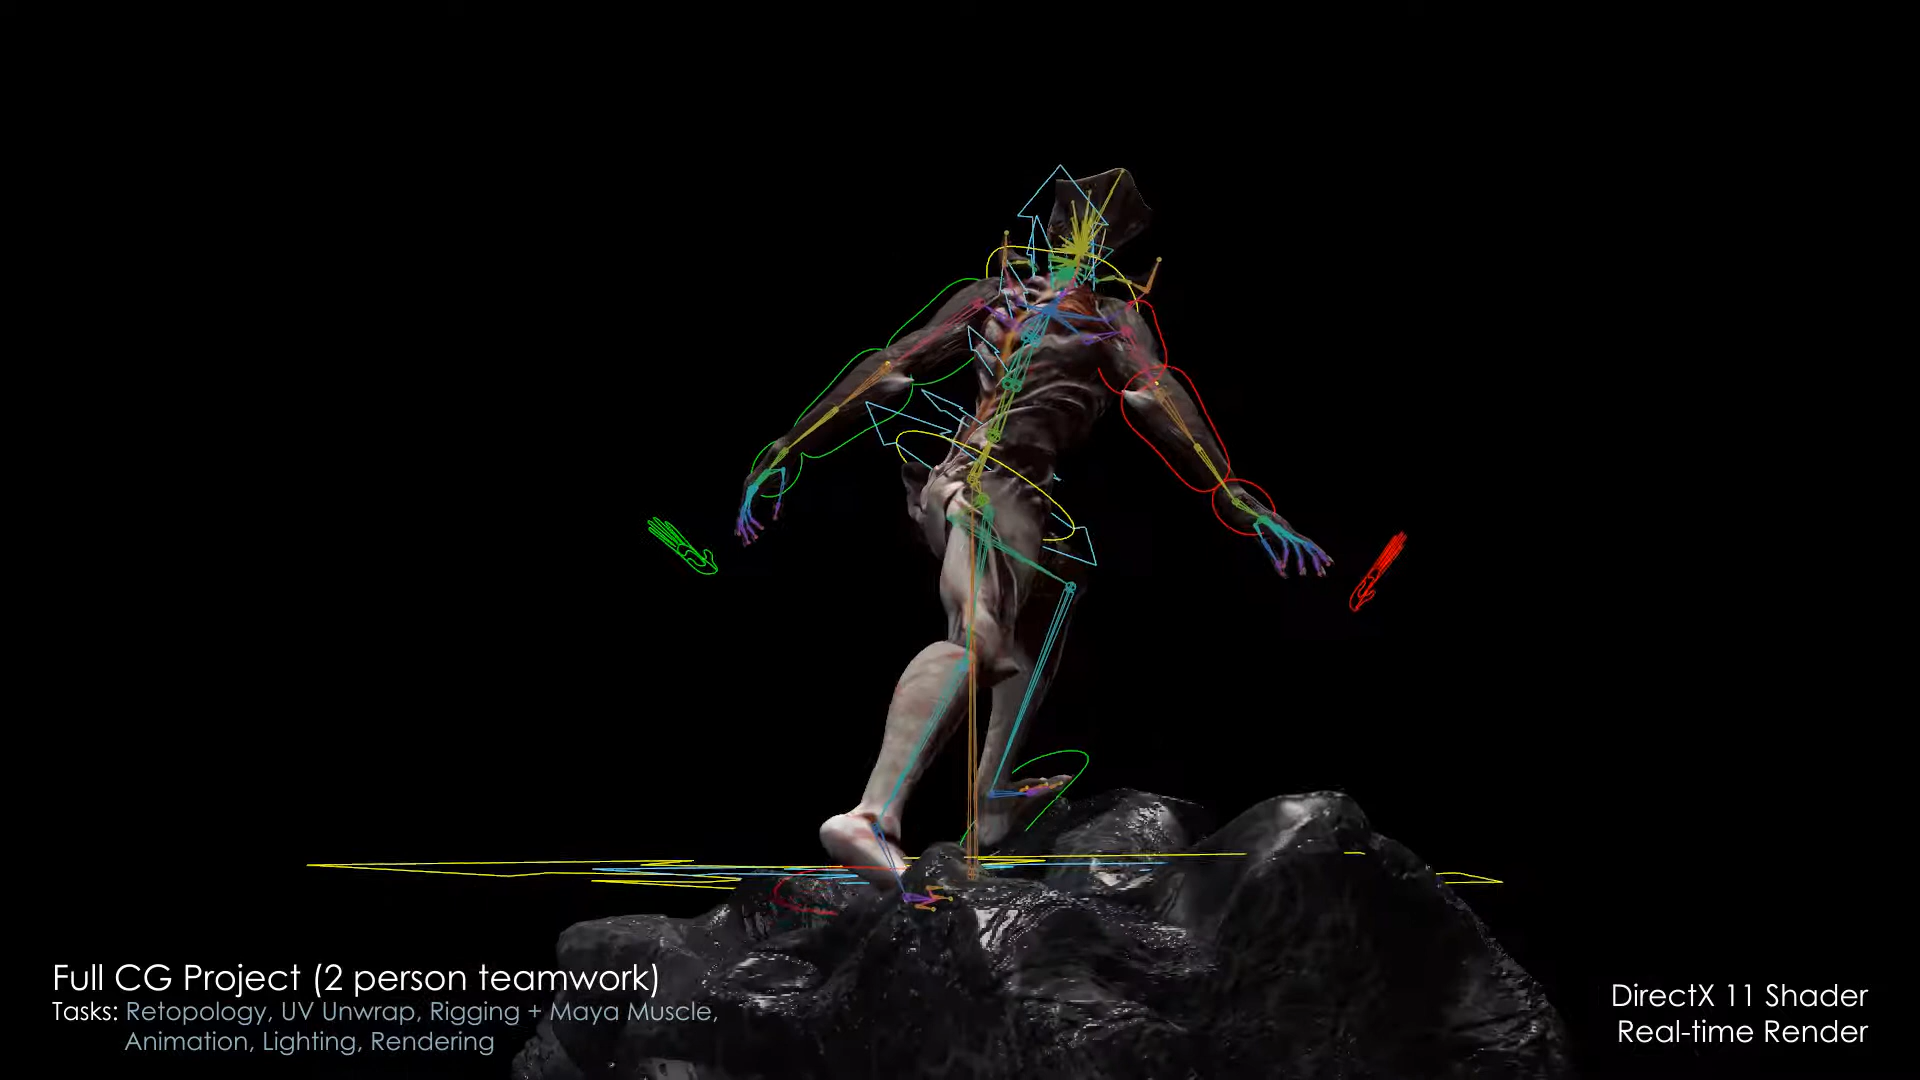 Full CG Project (2 person teamwork)
Tasks: Retopology, UV Unwrap, Rigging + Maya Muscle,
Animation, Lighting, Rendering
DirectX 11 Shader
Real-time Render